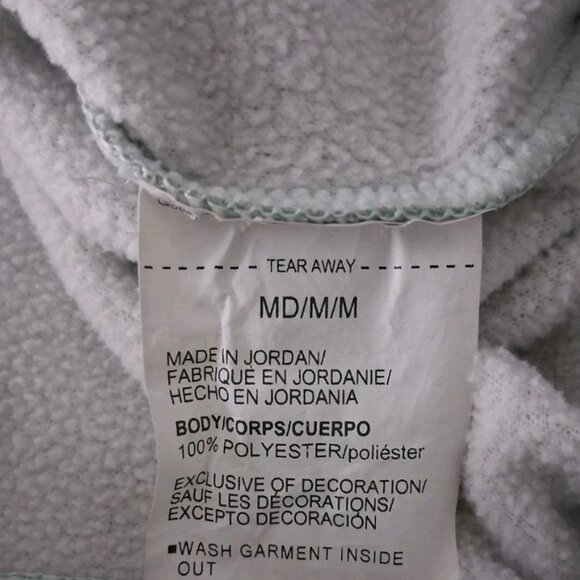 - - - - - - - TEAR AWAY - - - - - - -
MD/M/M
MADE IN JORDAN/
FABRIQUÉ EN JORDANIE/
HECHO EN JORDANIA
BODY/CORPS/CUERPO
100% POLYESTER/poliéster
EXCLUSIVE OF DECORATION/
SAUF LES DÉCORATIONS/
EXCEPTO DECORACIÓN
■WASH GARMENT INSIDE
OUT